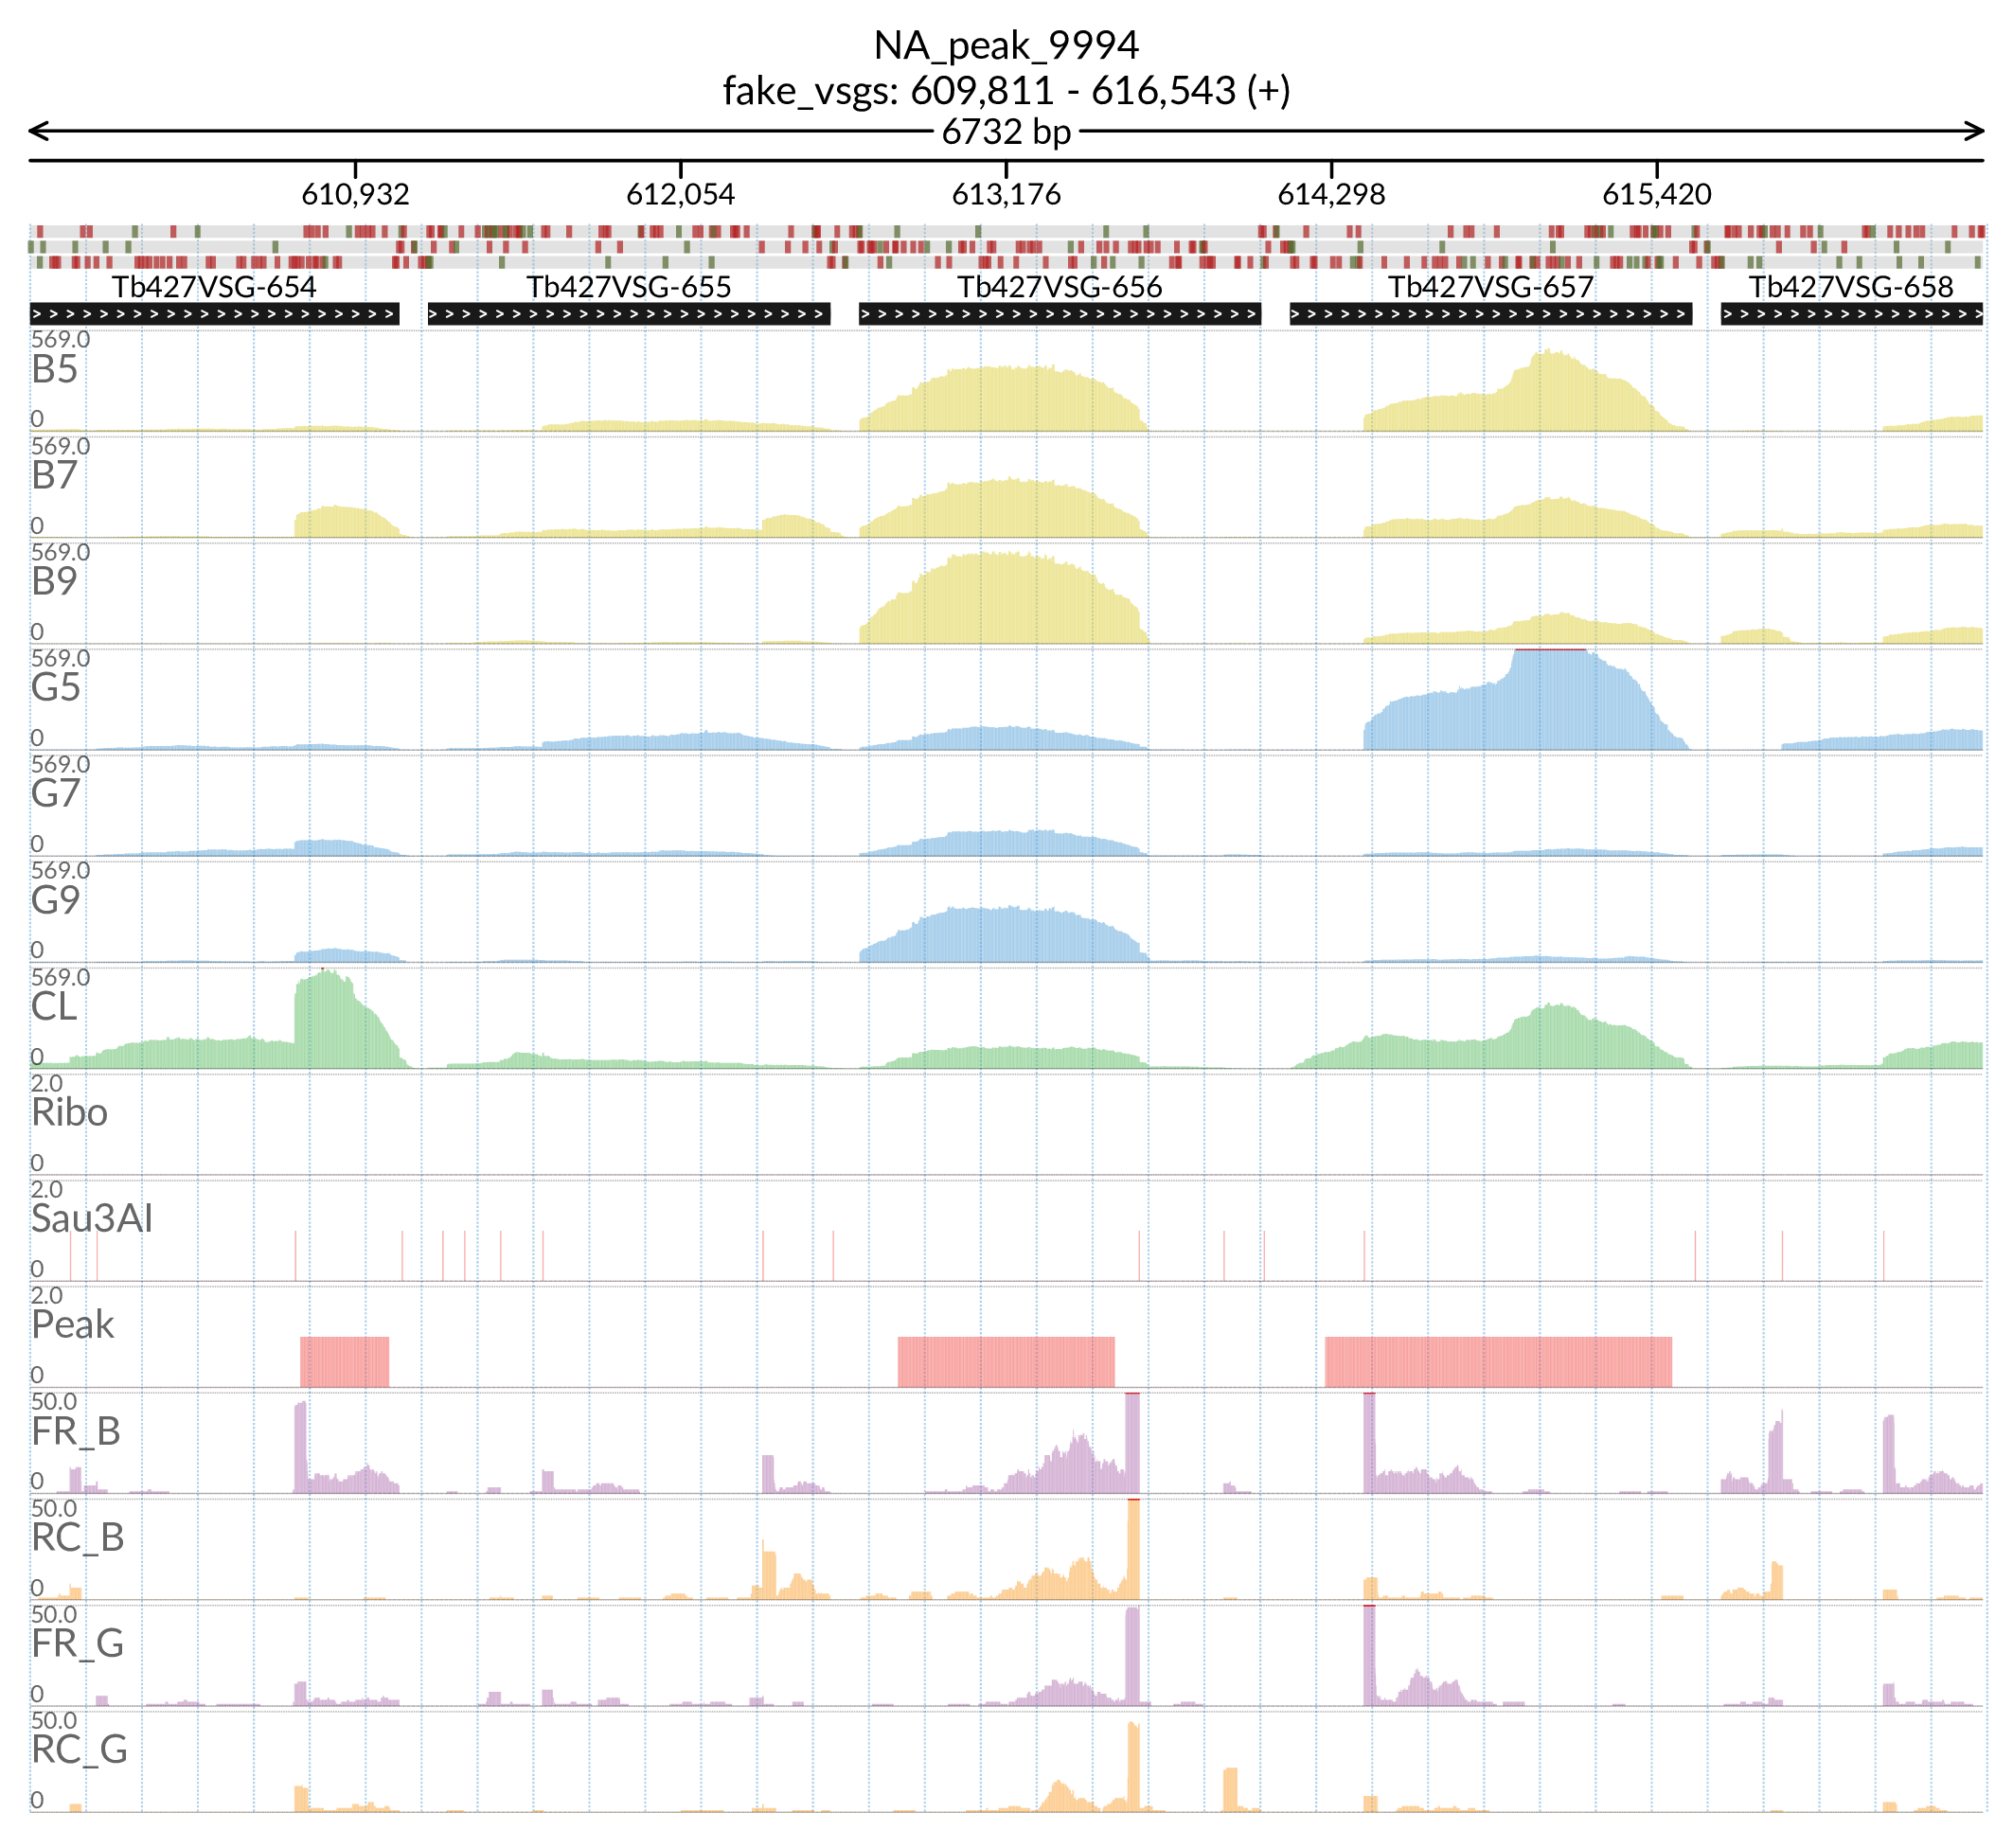 NA_peak_9994
fake_vsgs: 609,811 - 616,543 (+)
6732 bp
610,932 612,054 613,176 614,298 615,420
Tb427VSG-654 Tb427VSG-655 Tb427VSG-656 Tb427VSG-657 Tb427VSG-658
569.0
B5
0
569.0
B7
0
569.0
B9
0
569.0
G5
0
569.0
G7
0
569.0
G9
0
569.0
CL
0
2.0
Ribo
0
2.0
Sau3AI
0
2.0
Peak
0
50.0
FR_B
0
50.0
RC_B
0
50.0
FR_G
0
50.0
RC_G
0